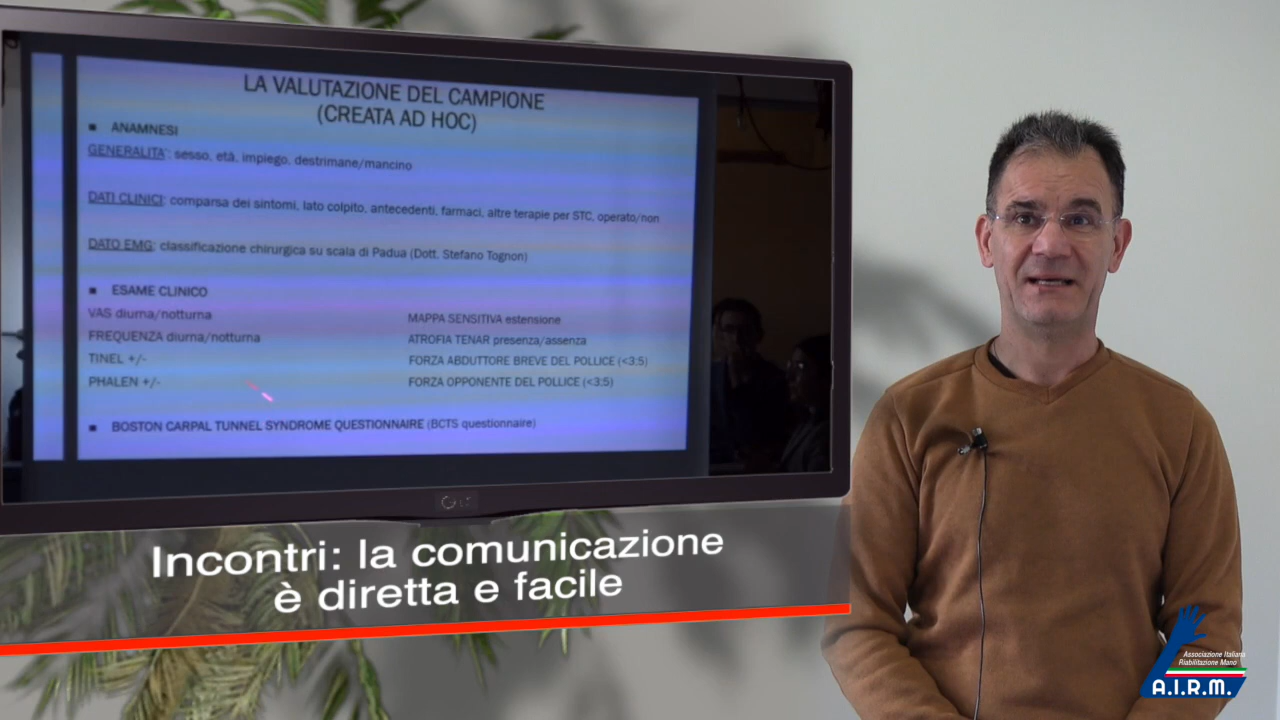 LA VALUTAZIONE DEL CAMPIONE
(CREATA AD HOC)
■ ANAMNESI
GENERALITA': sesso, età, impiego, destrimane/mancino
DATI CLINICI: comparsa dei sintomi, lato colpito, antecedenti, farmaci, altre terapie per STC, operato/non
DATO EMG: classificazione chirurgica su scala di Padua (Dott. Stefano Tognon)
■ ESAME CLINICO
VAS diurna/notturna
FREQUENZA diurna/notturna
TINEL +/-
PHALEN +/-
MAPPA SENSITIVA estensione
ATROFIA TENAR presenza/assenza
FORZA ABDUTTORE BREVE DEL POLLICE (<3;5)
FORZA OPPONENTE DEL POLLICE (<3;5)
■ BOSTON CARPAL TUNNEL SYNDROME QUESTIONNAIRE (BCTS questionnaire)
Incontri: la comunicazione
è diretta e facile
Associazione Italiana
Riabilitazione Mano
A.I.R.M.